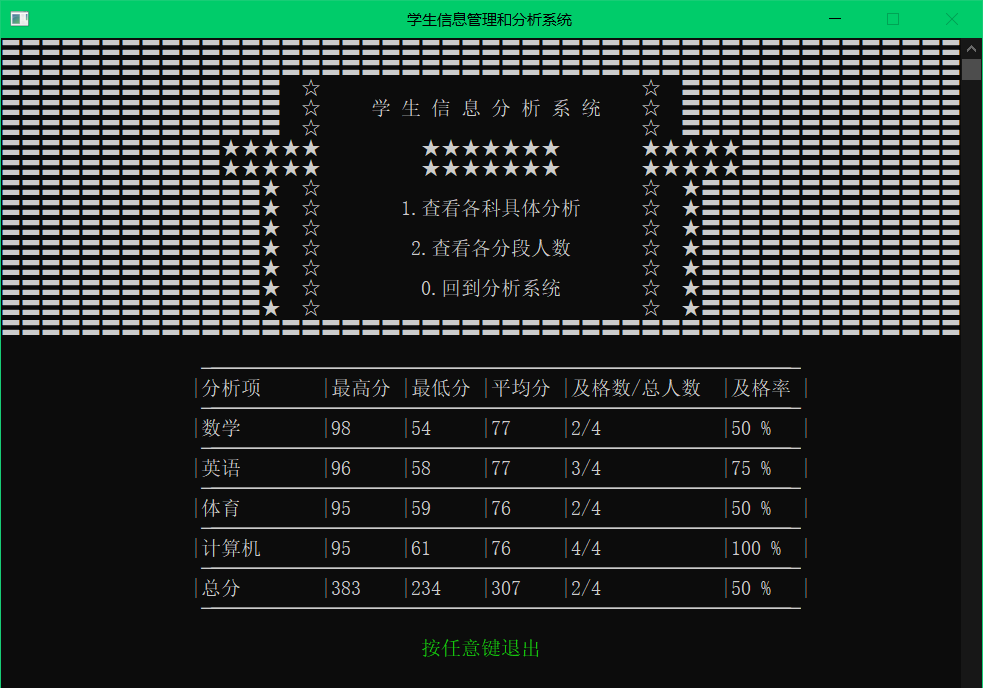 学生信息管理和分析系统
学 生 信 息 分 析 系 统
1.查看各科具体分析
2.查看各分段人数
0.回到分析系统
|分析项 |最高分 |最低分 |平均分 |及格数/总人数 |及格率 |
|数学 |98 |54 |77 |2/4 |50 % |
|英语 |96 |58 |77 |3/4 |75 % |
|体育 |95 |59 |76 |2/4 |50 % |
|计算机 |95 |61 |76 |4/4 |100 % |
|总分 |383 |234 |307 |2/4 |50 % |
按任意键退出